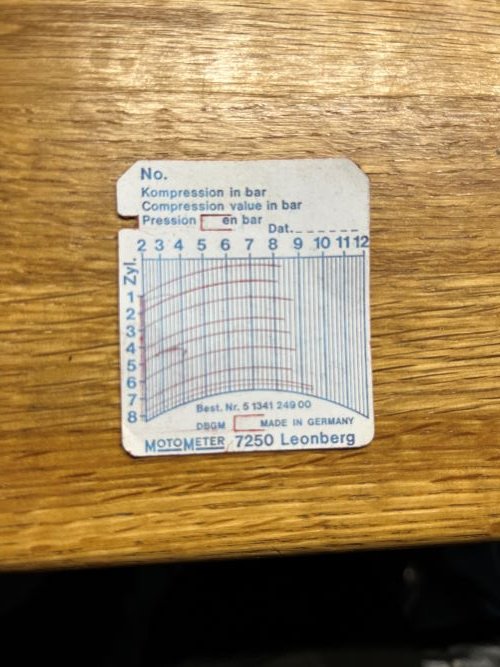 No.
Kompression in bar
Compression value in bar
Pression en bar
Dat.
2 3 4 5 6 7 8 9 10 11 12
Zyl.
1
2
3
4
5
6
7
8
Best. Nr. 5 1341 249 00
DBGM MADE IN GERMANY
MOTOMETER 7250 Leonberg